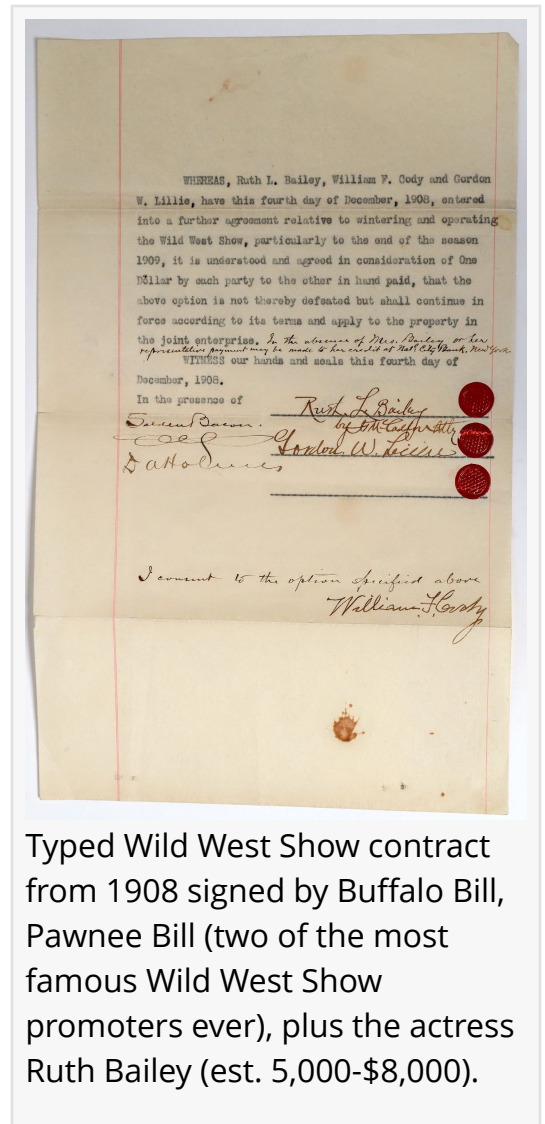 WHEREAS, Ruth L. Bailey, William F. Cody and Gordon
W. Lillie, have this fourth day of December, 1908, entered
into a further agreement relative to wintering and operating
the Wild West Show, particularly to the end of the season
1909, it is understood and agreed in consideration of One
Dollar by each party to the other in hand paid, that the
above option is not thereby defeated but shall continue in
force according to its terms and apply to the property in
the joint enterprise. In the absence of Mrs. Bailey or her
representative payment may be made to her credit at Nat'l City Bank, New York
WITNESS our hands and seals this fourth day of
December, 1908.
In the presence of
Ruth L. Bailey
by
Gordon W. Lillie
I consent to the option specified above
William F. Cody
Typed Wild West Show contract
from 1908 signed by Buffalo Bill,
Pawnee Bill (two of the most
famous Wild West Show
promoters ever), plus the actress
Ruth Bailey (est. 5,000-$8,000).